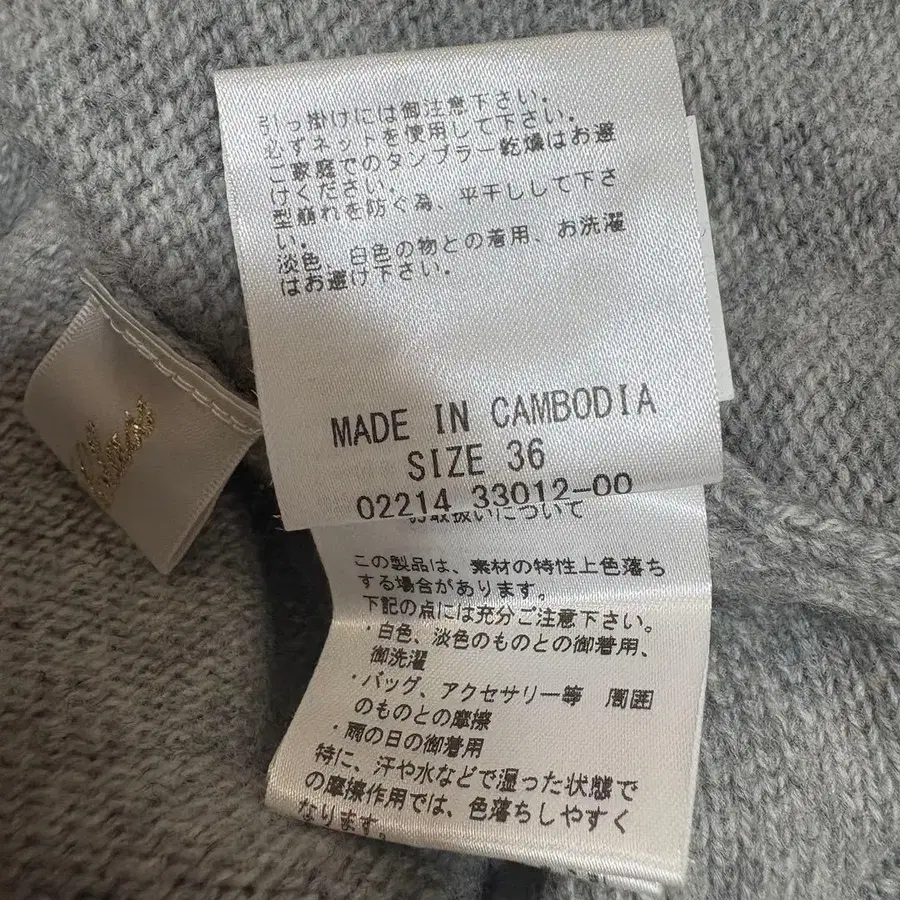 引っ掛けには御注意下さい。
必ずネットを使用して下さい。
ご家庭でのタンブラー乾燥はお避
けください。
型崩れを防ぐ為、平干しして下さ
い。
淡色、白色の物との着用、お洗濯
はお避け下さい。
MADE IN CAMBODIA
SIZE 36
02214 33012-00
お取扱いについて
この製品は、素材の特性上色落ち
する場合があります。
下記の点には充分ご注意下さい。
・白色、淡色のものとの御着用、
御洗濯
・バッグ、アクセサリー等 周囲
のものとの摩擦
・雨の日の御着用
特に、汗や水などで湿った状態で
の摩擦作用では、色落ちしやすく
なります。